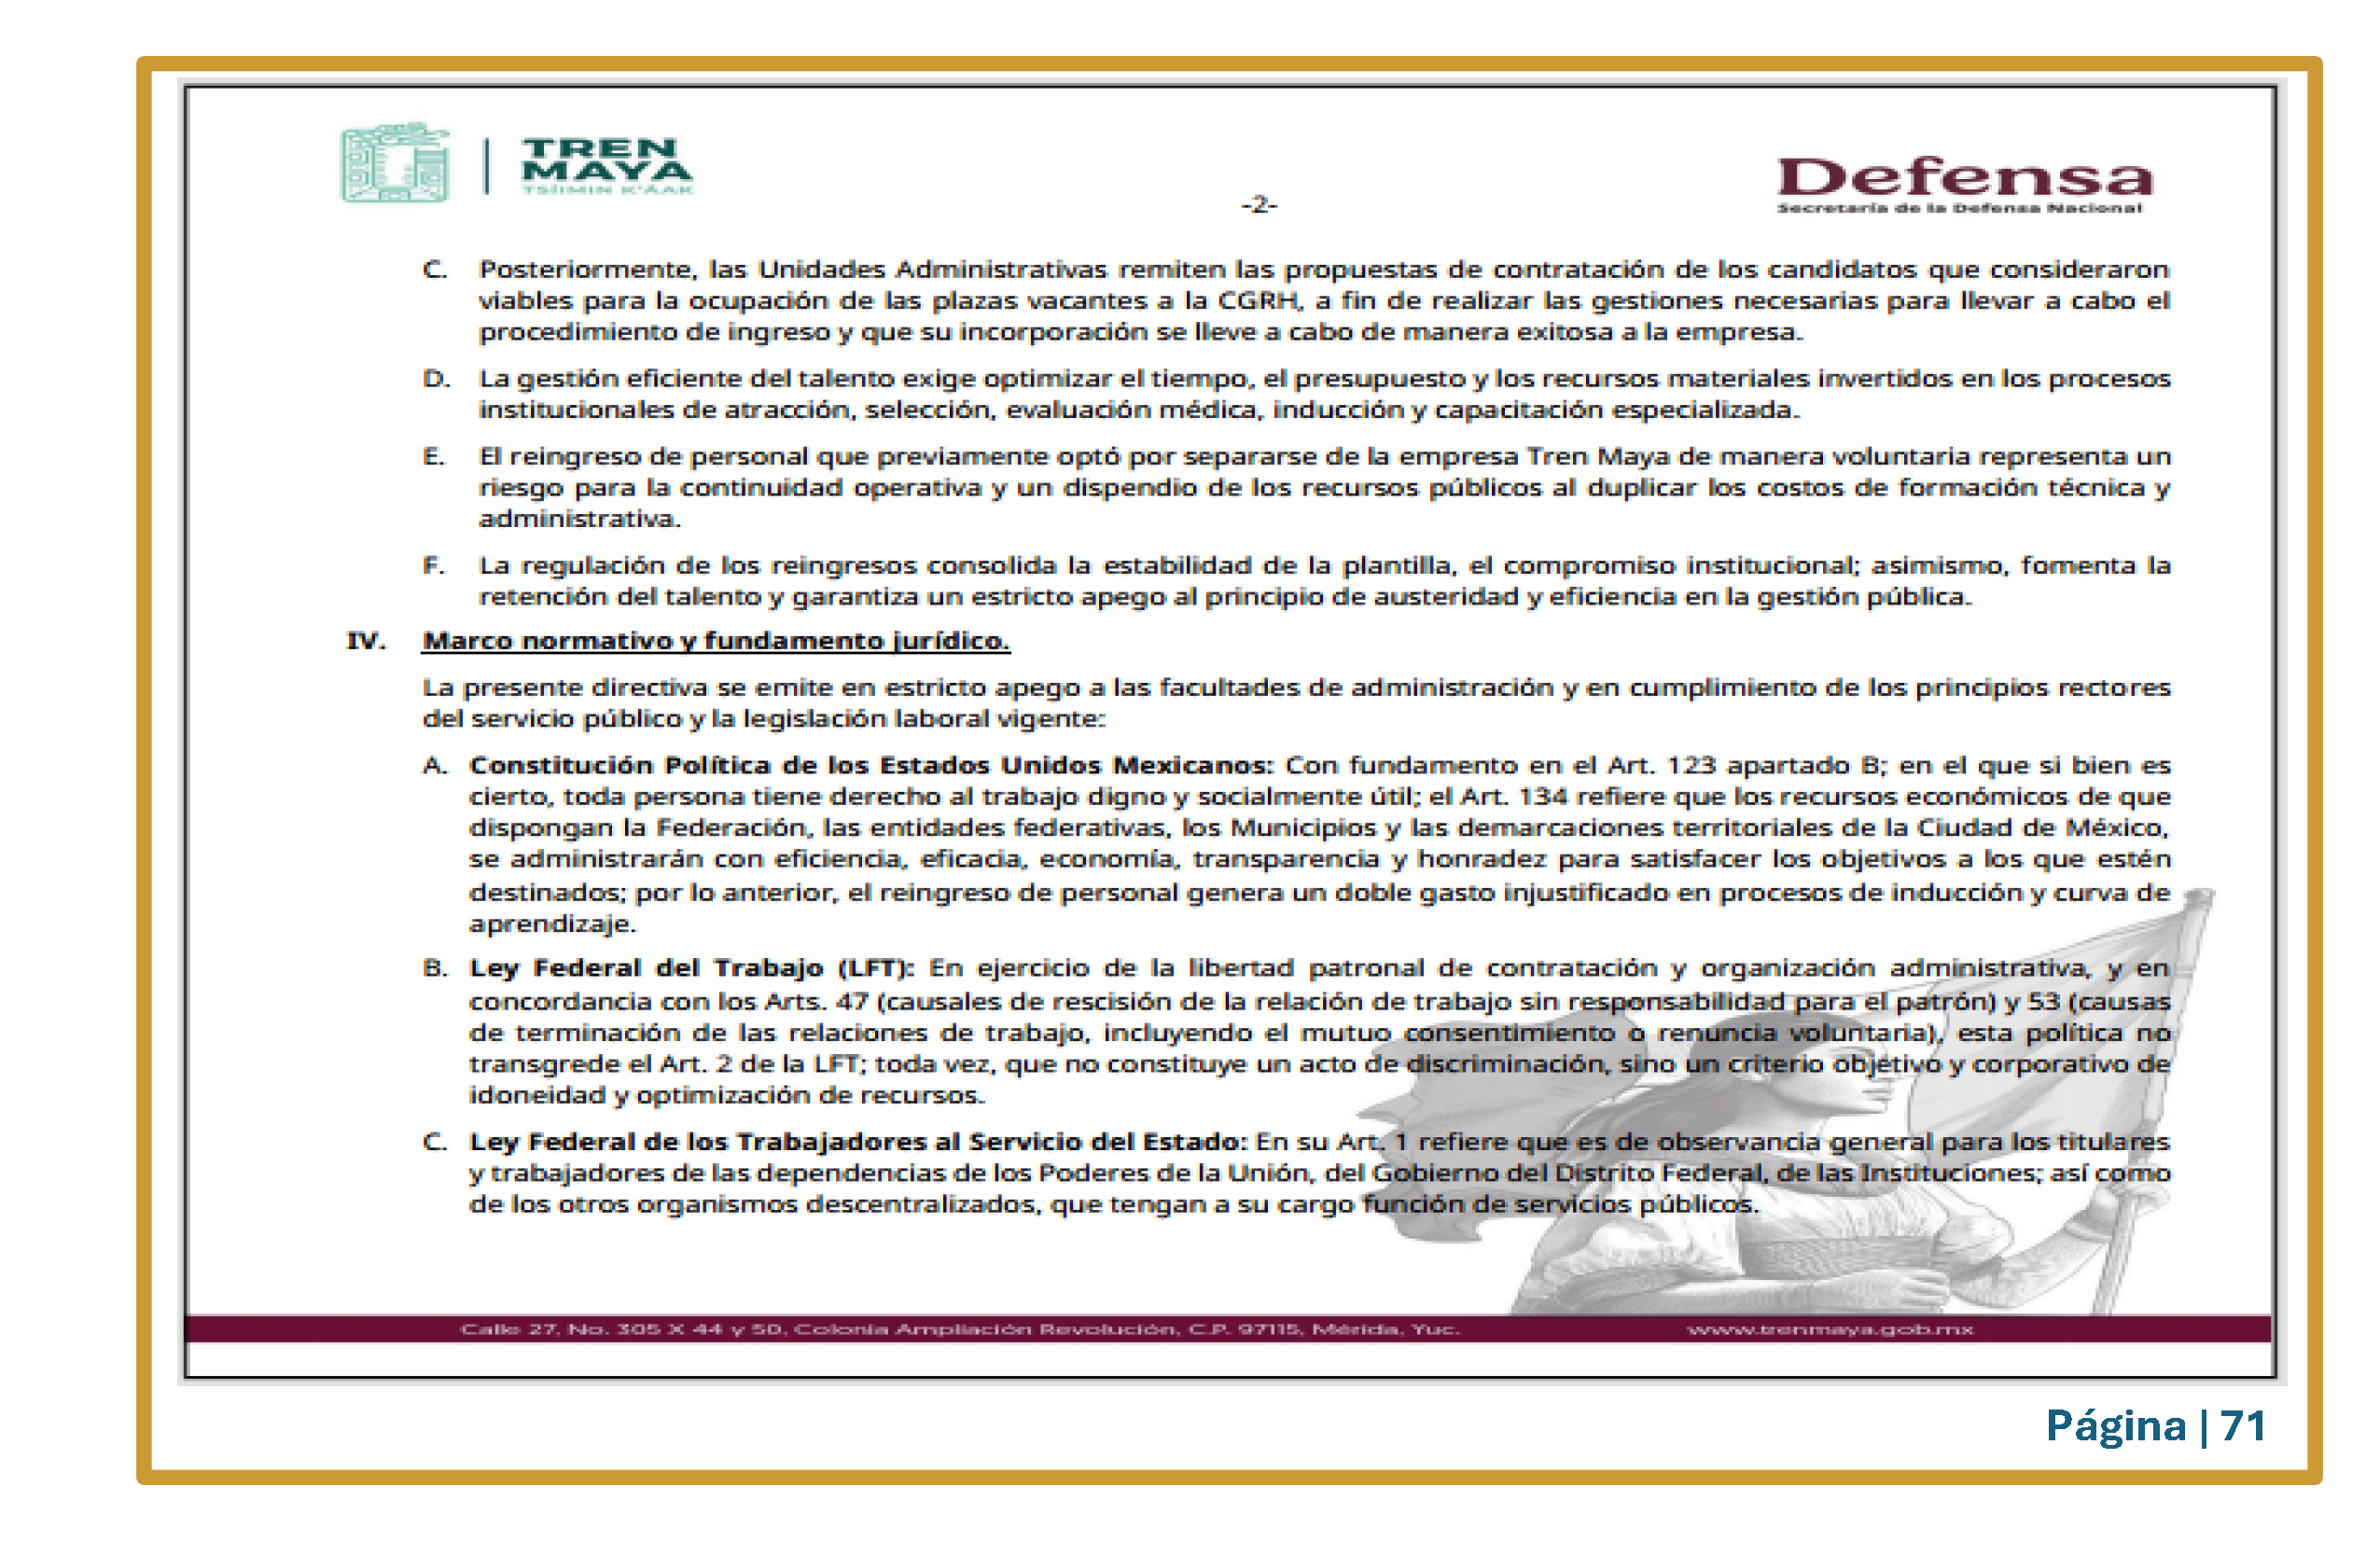 TREN
MAYA
TSÍIMIN K'ÁAK
Defensa
Secretaría de la Defensa Nacional
-2-
C. Posteriormente, las Unidades Administrativas remiten las propuestas de contratación de los candidatos que consideraron
viables para la ocupación de las plazas vacantes a la CGRH, a fin de realizar las gestiones necesarias para llevar a cabo el
procedimiento de ingreso y que su incorporación se lleve a cabo de manera exitosa a la empresa.
D. La gestión eficiente del talento exige optimizar el tiempo, el presupuesto y los recursos materiales invertidos en los procesos
institucionales de atracción, selección, evaluación médica, inducción y capacitación especializada.
E. El reingreso de personal que previamente optó por separarse de la empresa Tren Maya de manera voluntaria representa un
riesgo para la continuidad operativa y un dispendio de los recursos públicos al duplicar los costos de formación técnica y
administrativa.
F. La regulación de los reingresos consolida la estabilidad de la plantilla, el compromiso institucional; asimismo, fomenta la
retención del talento y garantiza un estricto apego al principio de austeridad y eficiencia en la gestión pública.
IV. Marco normativo y fundamento jurídico.
La presente directiva se emite en estricto apego a las facultades de administración y en cumplimiento de los principios rectores
del servicio público y la legislación laboral vigente:
A. Constitución Política de los Estados Unidos Mexicanos: Con fundamento en el Art. 123 apartado B; en el que si bien es
cierto, toda persona tiene derecho al trabajo digno y socialmente útil; el Art. 134 refiere que los recursos económicos de que
dispongan la Federación, las entidades federativas, los Municipios y las demarcaciones territoriales de la Ciudad de México,
se administrarán con eficiencia, eficacia, economía, transparencia y honradez para satisfacer los objetivos a los que estén
destinados; por lo anterior, el reingreso de personal genera un doble gasto injustificado en procesos de inducción y curva de
aprendizaje.
B. Ley Federal del Trabajo (LFT): En ejercicio de la libertad patronal de contratación y organización administrativa, y en
concordancia con los Arts. 47 (causales de rescisión de la relación de trabajo sin responsabilidad para el patrón) y 53 (causas
de terminación de las relaciones de trabajo, incluyendo el mutuo consentimiento o renuncia voluntaria), esta política no
transgrede el Art. 2 de la LFT; toda vez, que no constituye un acto de discriminación, sino un criterio objetivo y corporativo de
idoneidad y optimización de recursos.
C. Ley Federal de los Trabajadores al Servicio del Estado: En su Art. 1 refiere que es de observancia general para los titulares
y trabajadores de las dependencias de los Poderes de la Unión, del Gobierno del Distrito Federal, de las Instituciones; así como
de los otros organismos descentralizados, que tengan a su cargo función de servicios públicos.
Calle 27, No. 305 X 44 y 50, Colonia Ampliación Revolución, C.P. 97115, Mérida, Yuc. www.trenmaya.gob.mx
Página | 71